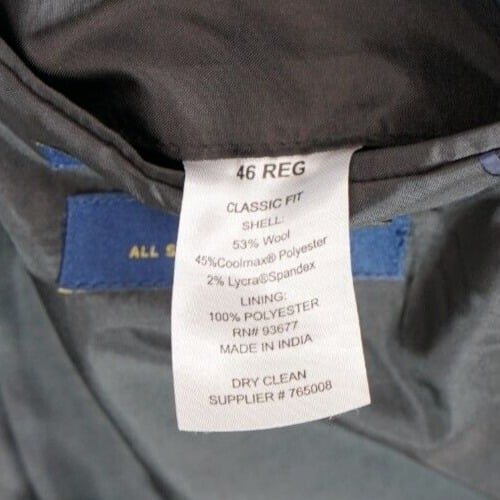 46 REG
CLASSIC FIT
SHELL:
53% Wool
45%Coolmax® Polyester
2% Lycra®Spandex
LINING:
100% POLYESTER
RN# 93677
MADE IN INDIA
DRY CLEAN
SUPPLIER # 765008
ALL